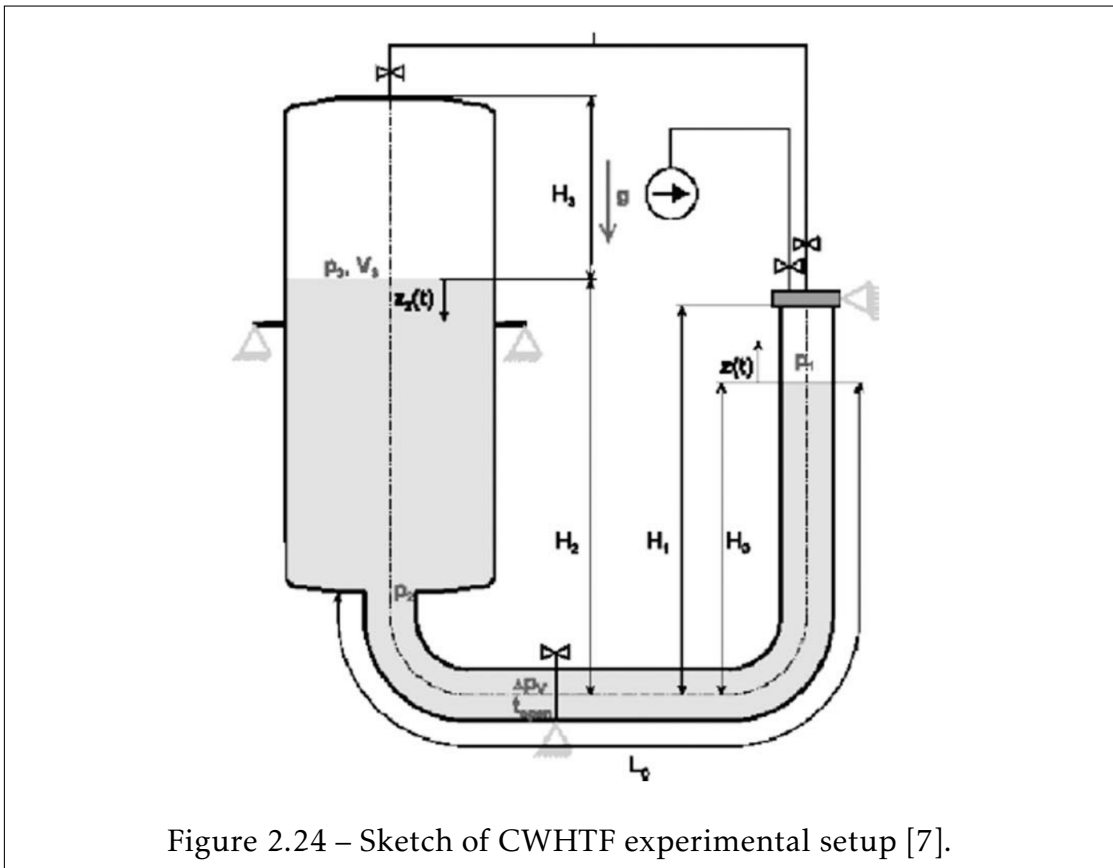 H₃
g
p₃, V₃
z₂(t)
z(t)
p₁
H₂
H₁
H₀
p₂
Δpᵥ
L₀
Figure 2.24 – Sketch of CWHTF experimental setup [7].